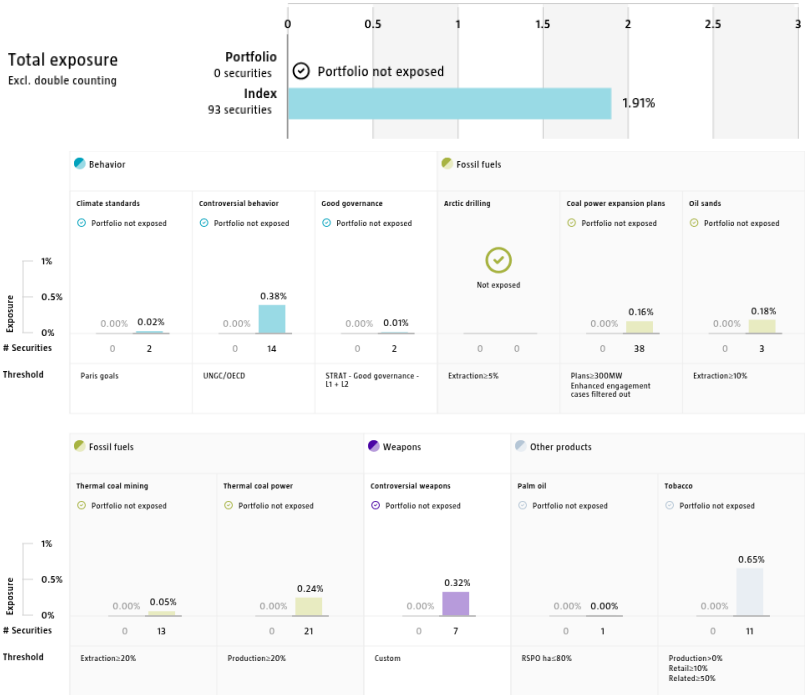 0 0.5 1 1.5 2 2.5 3
Total exposure
Excl. double counting
Portfolio
0 securities
Portfolio not exposed
Index
93 securities
1.91%
Behavior
Fossil fuels
Climate standards
Controversial behavior
Good governance
Arctic drilling
Coal power expansion plans
Oil sands
Portfolio not exposed
Portfolio not exposed
Portfolio not exposed
Portfolio not exposed
Portfolio not exposed
Not exposed
Exposure
1%
0.5%
0%
0.00% 0.02%
0.00% 0.38%
0.00% 0.01%
0.00% 0.16%
0.00% 0.18%
# Securities
0 2
0 14
0 2
0 0
0 38
0 3
Threshold
Paris goals
UNGC/OECD
STRAT - Good governance -
L1 + L2
Extraction≥5%
Plans≥300MW
Enhanced engagement
cases filtered out
Extraction≥10%
Fossil fuels
Weapons
Other products
Thermal coal mining
Thermal coal power
Controversial weapons
Palm oil
Tobacco
Portfolio not exposed
Portfolio not exposed
Portfolio not exposed
Portfolio not exposed
Portfolio not exposed
Exposure
1%
0.5%
0%
0.00% 0.05%
0.00% 0.24%
0.00% 0.32%
0.00% 0.00%
0.00% 0.65%
# Securities
0 13
0 21
0 7
0 1
0 11
Threshold
Extraction≥20%
Production≥20%
Custom
RSPO ha≤80%
Production>0%
Retail≥10%
Related≥50%